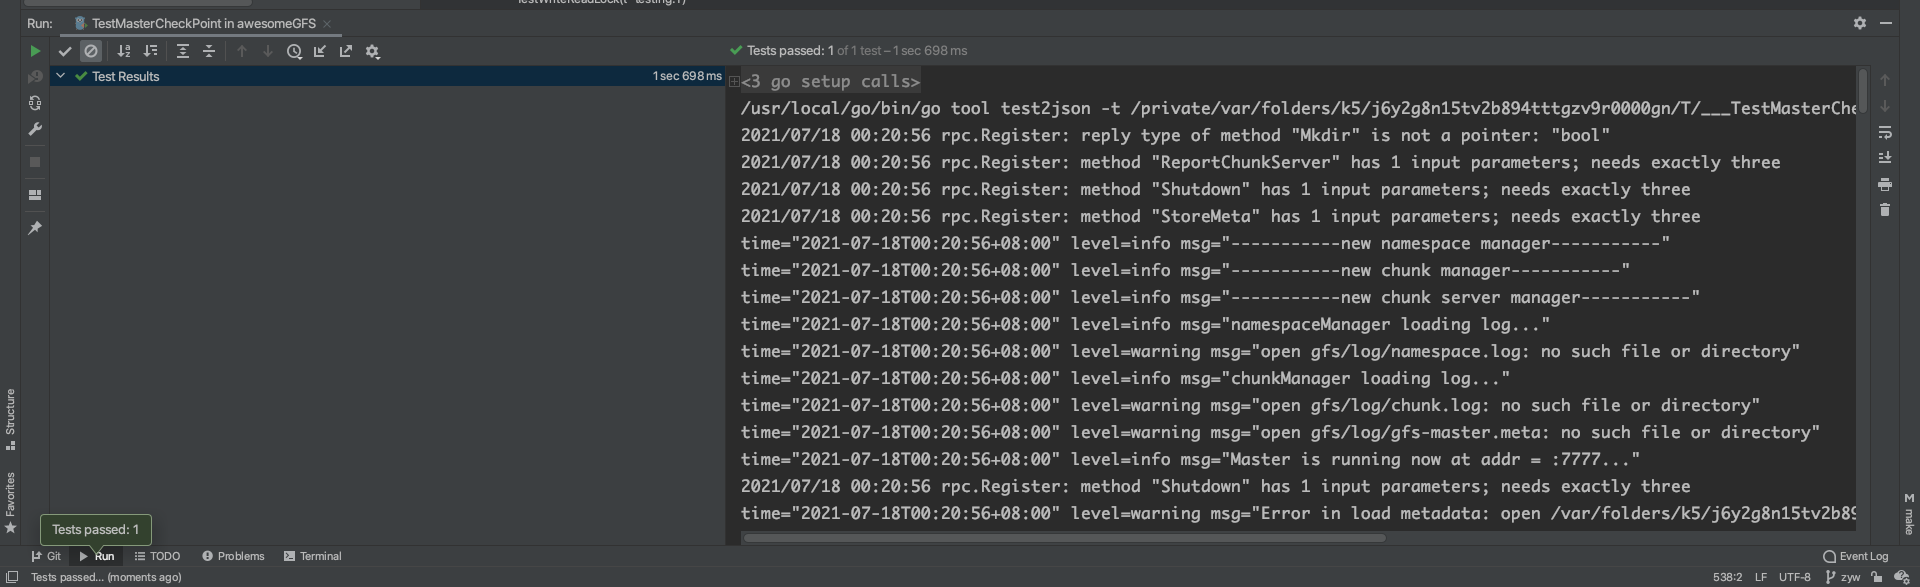 Run: TestMasterCheckPoint in awesomeGFS
Tests passed: 1 of 1 test – 1 sec 698 ms
Test Results 1 sec 698 ms
<3 go setup calls>
/usr/local/go/bin/go tool test2json -t /private/var/folders/k5/j6y2g8n15tv2b894tttgzv9r0000gn/T/___TestMasterChe
2021/07/18 00:20:56 rpc.Register: reply type of method "Mkdir" is not a pointer: "bool"
2021/07/18 00:20:56 rpc.Register: method "ReportChunkServer" has 1 input parameters; needs exactly three
2021/07/18 00:20:56 rpc.Register: method "Shutdown" has 1 input parameters; needs exactly three
2021/07/18 00:20:56 rpc.Register: method "StoreMeta" has 1 input parameters; needs exactly three
time="2021-07-18T00:20:56+08:00" level=info msg="-----------new namespace manager-----------"
time="2021-07-18T00:20:56+08:00" level=info msg="-----------new chunk manager-----------"
time="2021-07-18T00:20:56+08:00" level=info msg="-----------new chunk server manager-----------"
time="2021-07-18T00:20:56+08:00" level=info msg="namespaceManager loading log..."
time="2021-07-18T00:20:56+08:00" level=warning msg="open gfs/log/namespace.log: no such file or directory"
time="2021-07-18T00:20:56+08:00" level=info msg="chunkManager loading log..."
time="2021-07-18T00:20:56+08:00" level=warning msg="open gfs/log/chunk.log: no such file or directory"
time="2021-07-18T00:20:56+08:00" level=warning msg="open gfs/log/gfs-master.meta: no such file or directory"
time="2021-07-18T00:20:56+08:00" level=info msg="Master is running now at addr = :7777..."
2021/07/18 00:20:56 rpc.Register: method "Shutdown" has 1 input parameters; needs exactly three
time="2021-07-18T00:20:56+08:00" level=warning msg="Error in load metadata: open /var/folders/k5/j6y2g8n15tv2b89
Structure
Favorites
M make
Tests passed: 1
Git Run TODO Problems Terminal Event Log
Tests passed... (moments ago) 538:2 LF UTF-8 zyw